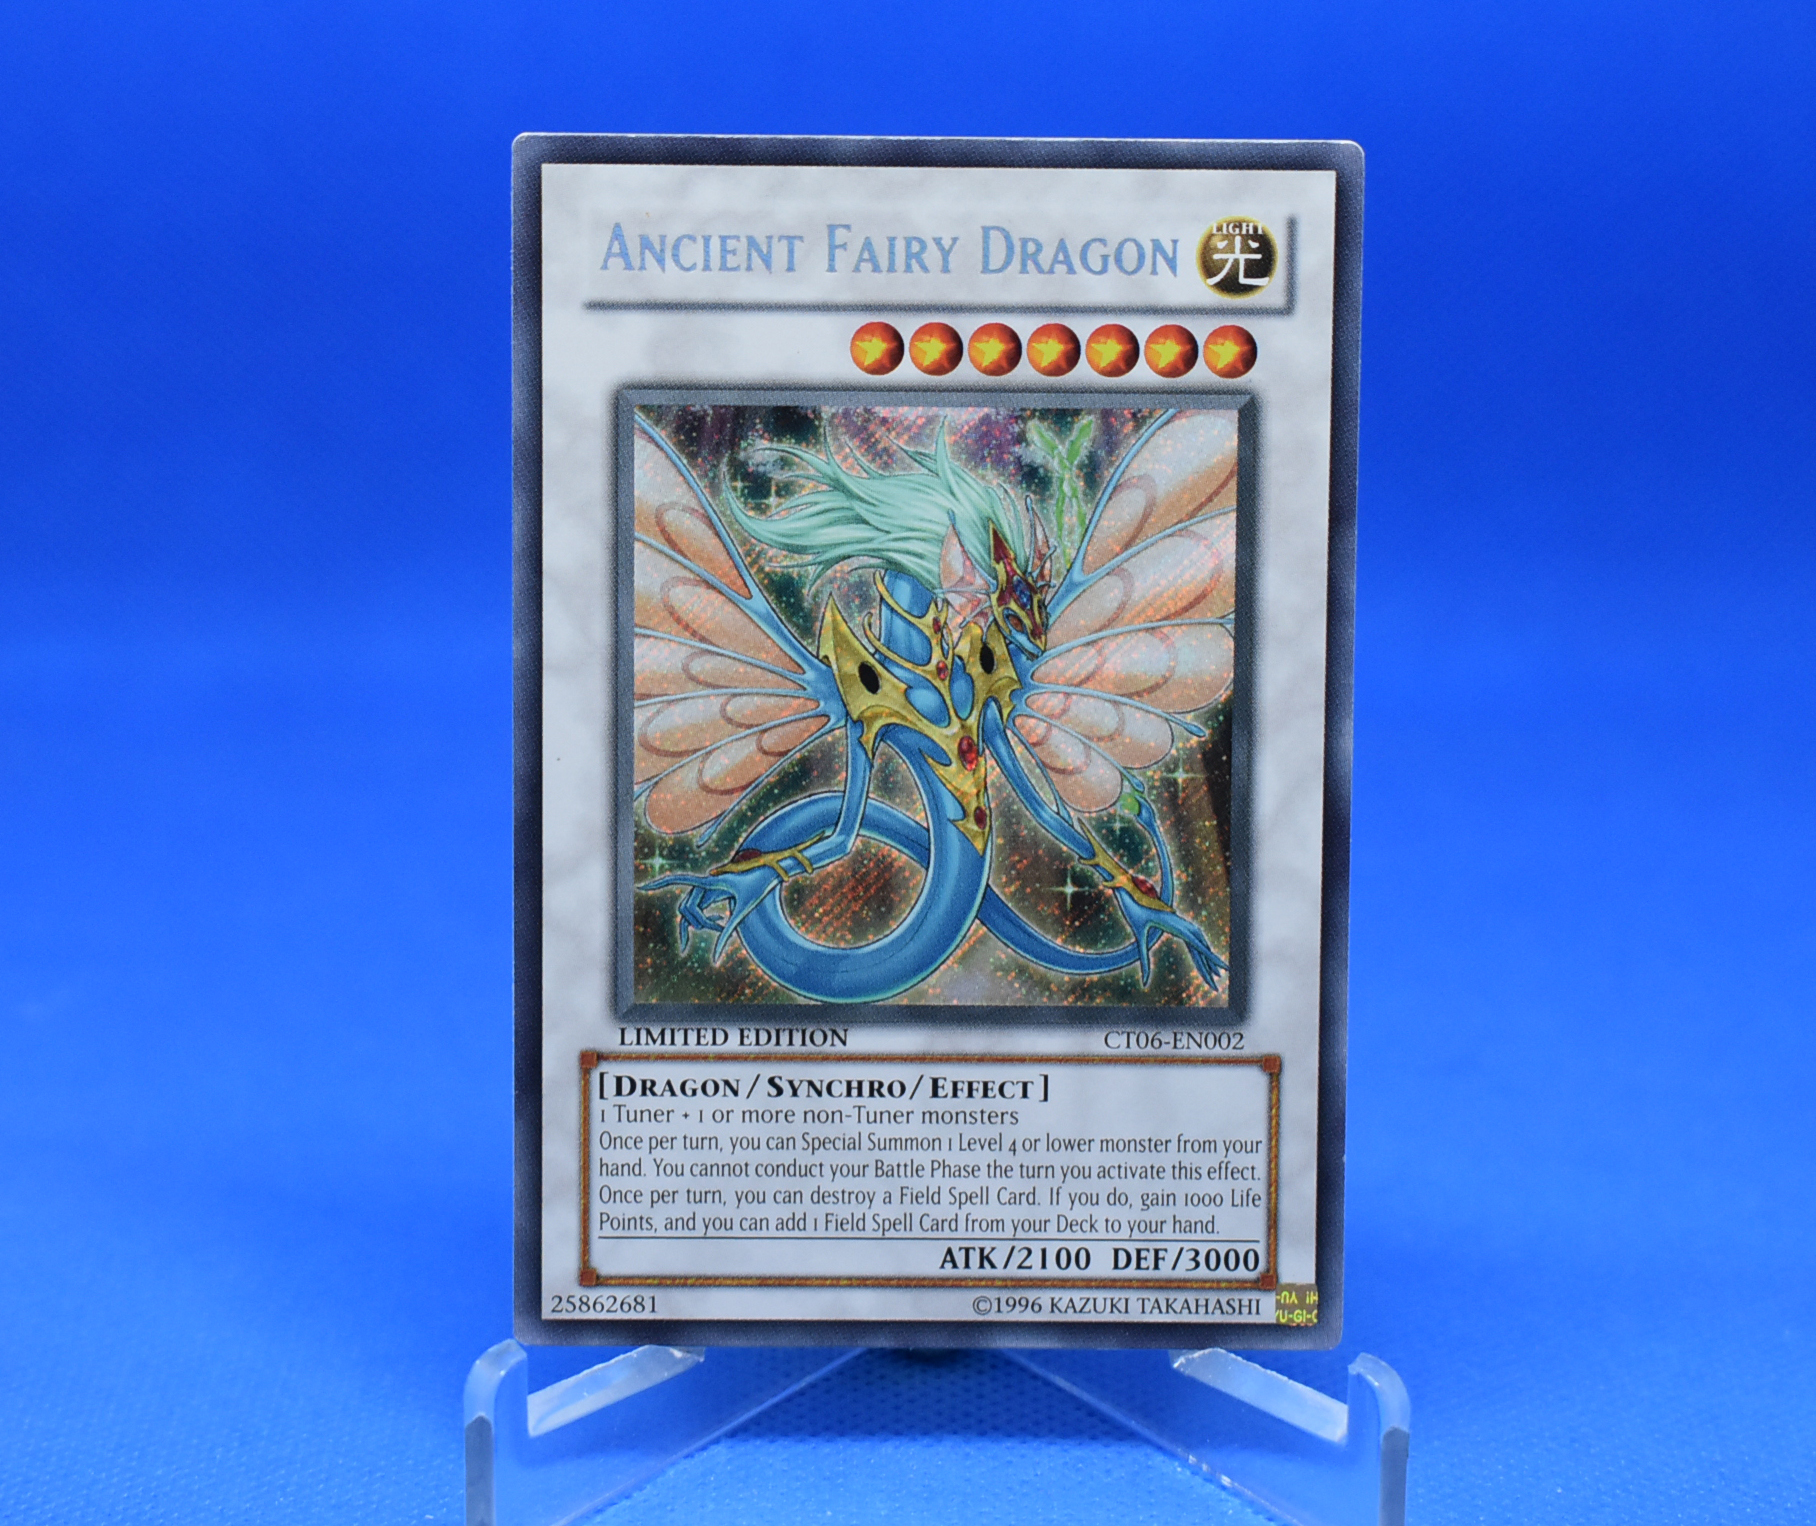 ANCIENT FAIRY DRAGON
LIGHT
光
LIMITED EDITION
CT06-EN002
[DRAGON/SYNCHRO/EFFECT]
1 Tuner + 1 or more non-Tuner monsters
Once per turn, you can Special Summon 1 Level 4 or lower monster from your
hand. You cannot conduct your Battle Phase the turn you activate this effect.
Once per turn, you can destroy a Field Spell Card. If you do, gain 1000 Life
Points, and you can add 1 Field Spell Card from your Deck to your hand.
ATK/2100 DEF/3000
25862681
©1996 KAZUKI TAKAHASHI